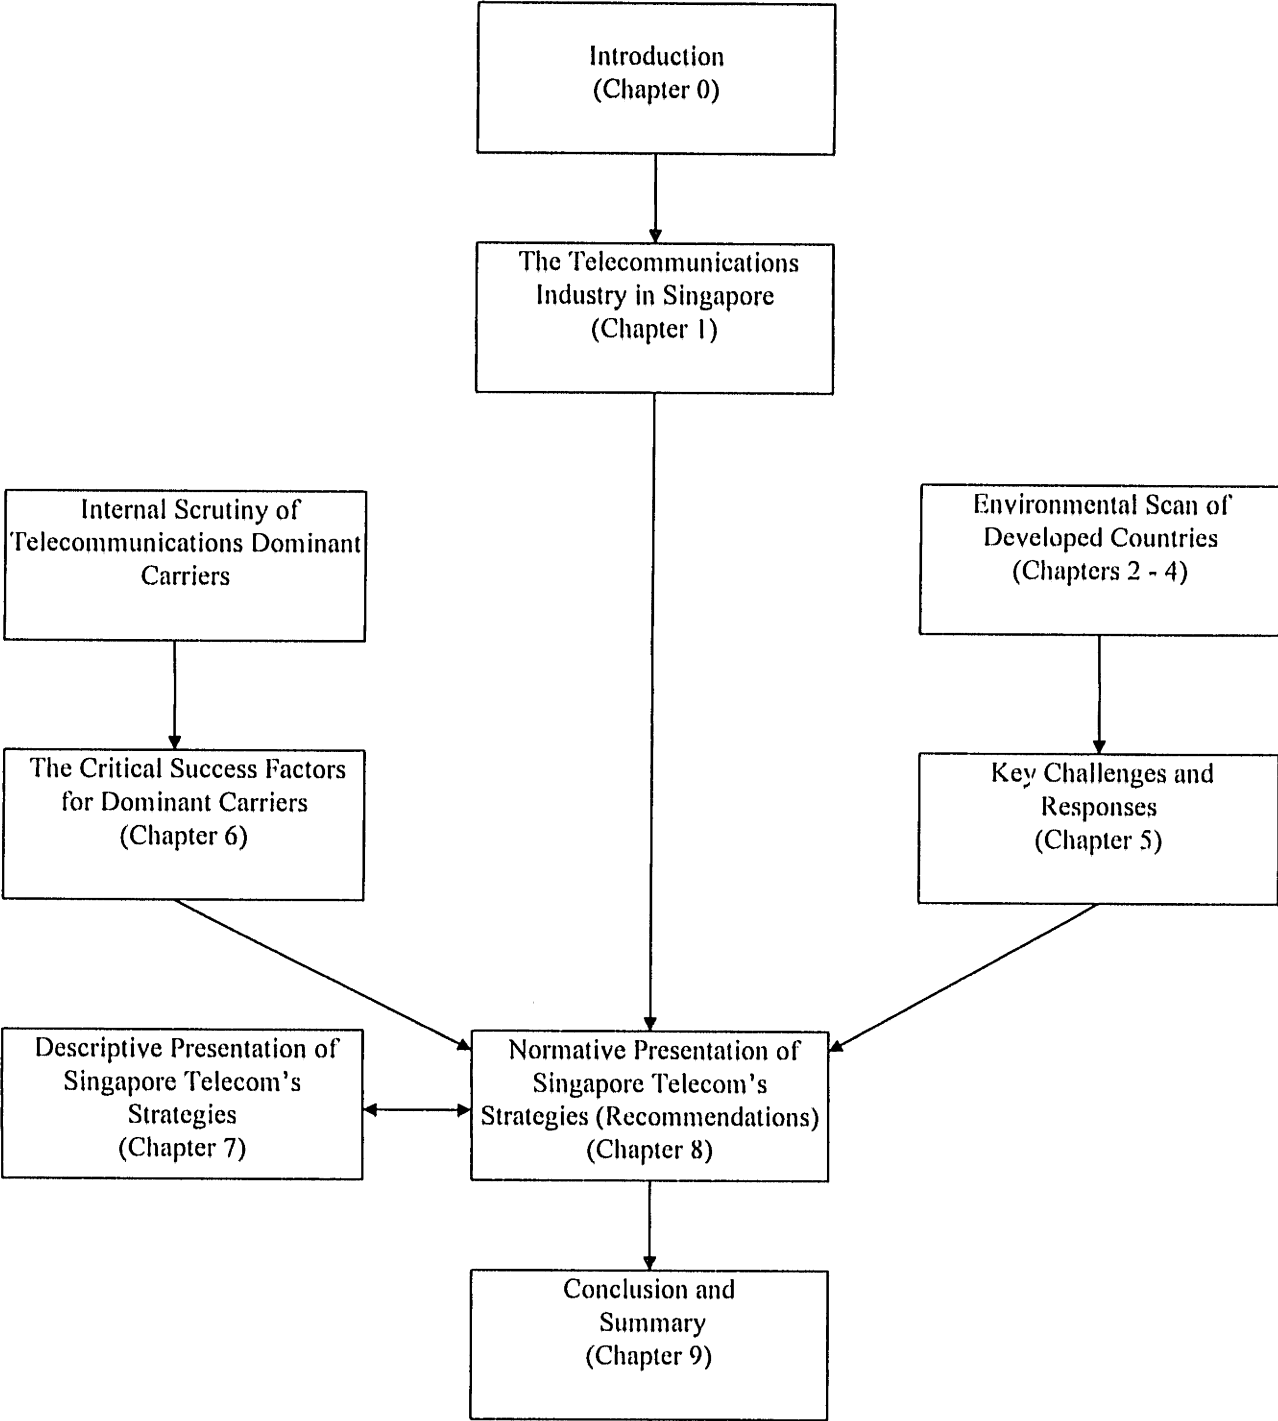 Introduction
(Chapter 0)
The Telecommunications
Industry in Singapore
(Chapter 1)
Internal Scrutiny of
Telecommunications Dominant
Carriers
Environmental Scan of
Developed Countries
(Chapters 2 - 4)
The Critical Success Factors
for Dominant Carriers
(Chapter 6)
Key Challenges and
Responses
(Chapter 5)
Descriptive Presentation of
Singapore Telecom's
Strategies
(Chapter 7)
Normative Presentation of
Singapore Telecom's
Strategies (Recommendations)
(Chapter 8)
Conclusion and
Summary
(Chapter 9)